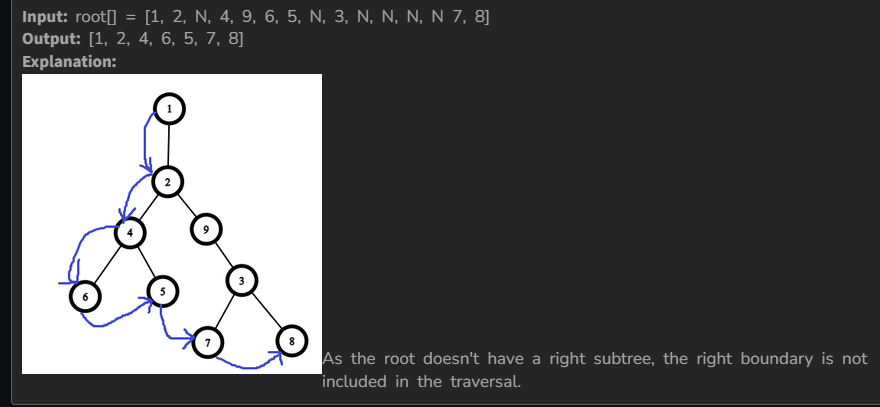 Input: root[] = [1, 2, N, 4, 9, 6, 5, N, 3, N, N, N, N 7, 8]
Output: [1, 2, 4, 6, 5, 7, 8]
Explanation:
1
2
4
9
6
5
3
7
8
As the root doesn't have a right subtree, the right boundary is not
included in the traversal.